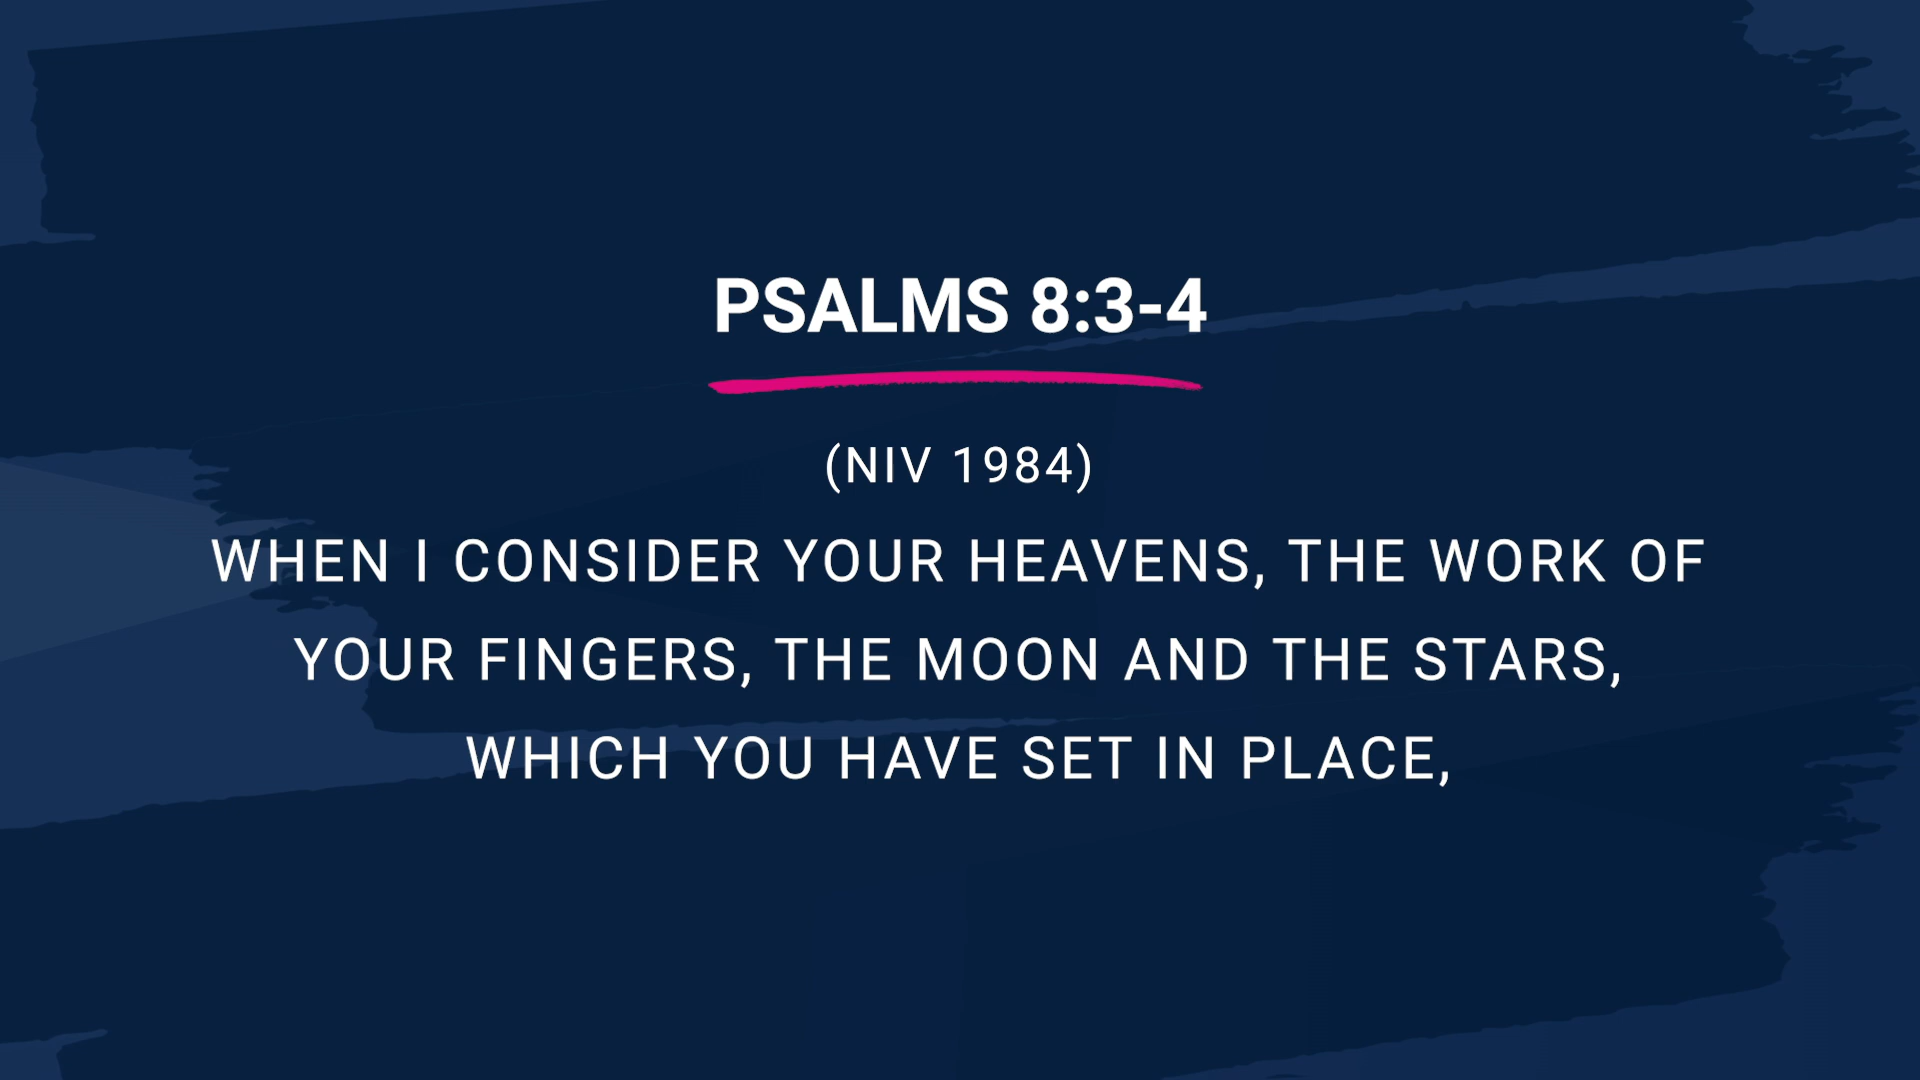 PSALMS 8:3-4
(NIV 1984)
WHEN I CONSIDER YOUR HEAVENS, THE WORK OF
YOUR FINGERS, THE MOON AND THE STARS,
WHICH YOU HAVE SET IN PLACE,